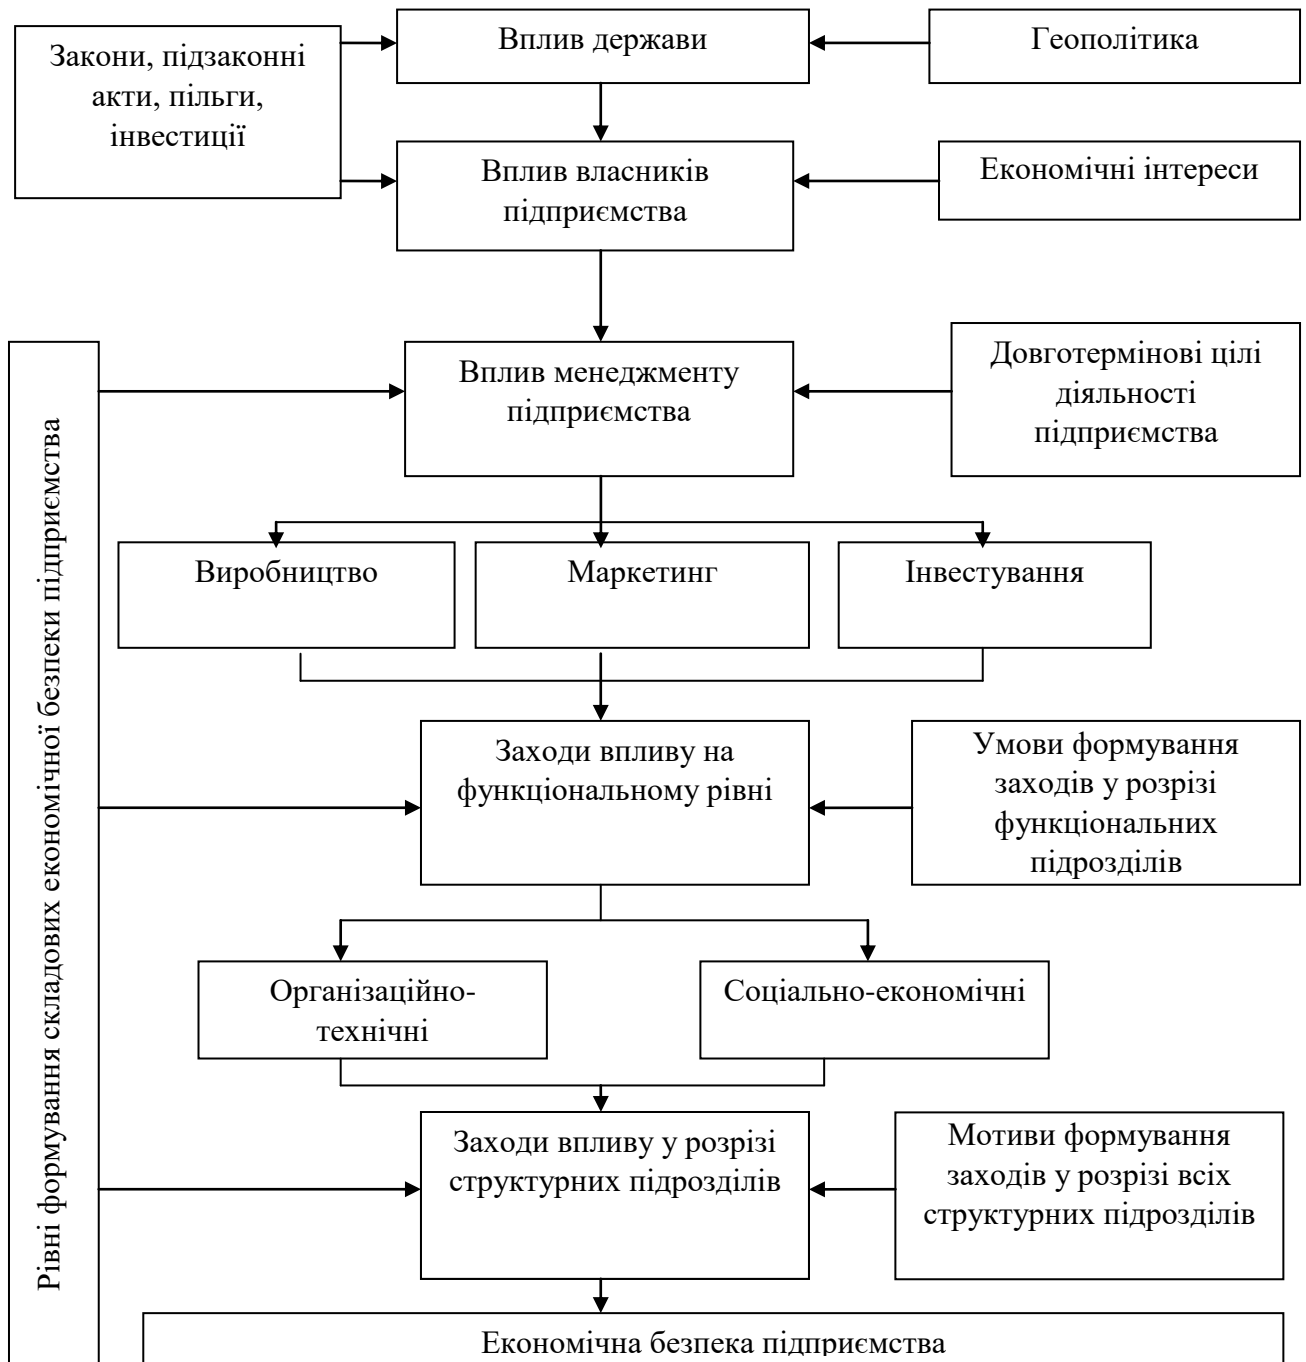 Закони, підзаконні
акти, пільги,
інвестиції
Вплив держави
Геополітика
Вплив власників
підприємства
Економічні інтереси
Рівні формування складових економічної безпеки підприємства
Вплив менеджменту
підприємства
Довготермінові цілі
діяльності
підприємства
Виробництво
Маркетинг
Інвестування
Заходи впливу на
функціональному рівні
Умови формування
заходів у розрізі
функціональних
підрозділів
Організаційно-
технічні
Соціально-економічні
Заходи впливу у розрізі
структурних підрозділів
Мотиви формування
заходів у розрізі всіх
структурних підрозділів
Економічна безпека підприємства